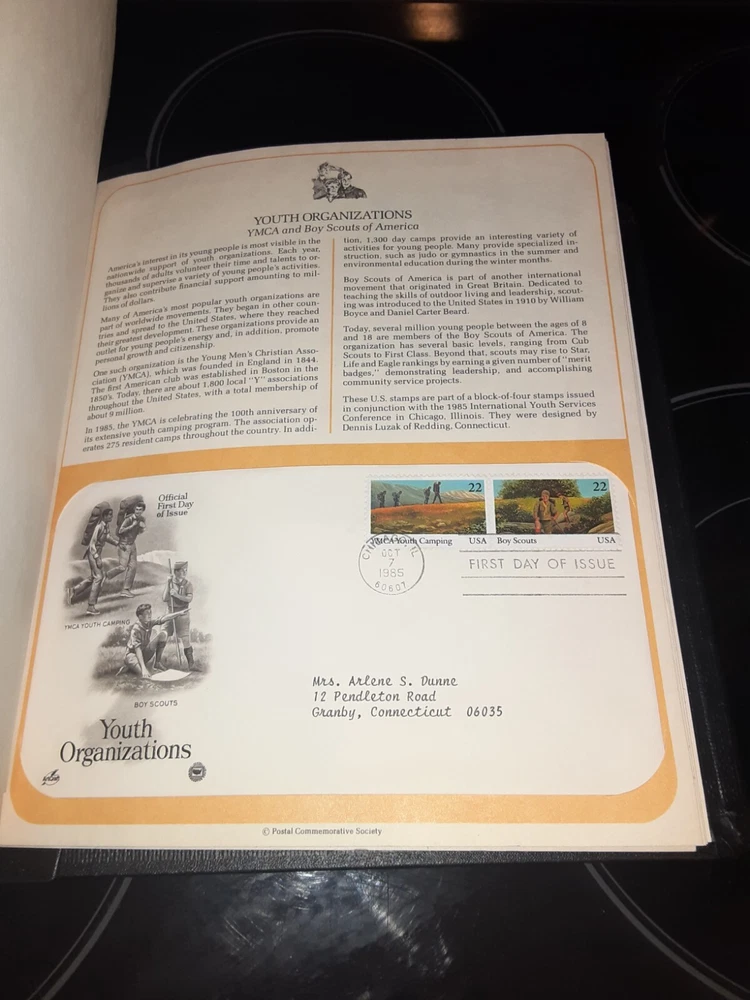 YOUTH ORGANIZATIONS
YMCA and Boy Scouts of America
America's interest in its young people is most visible in the
nationwide support of youth organizations. Each year,
thousands of adults volunteer their time and talents to or-
ganize and supervise a variety of young people's activities.
They also contribute financial support amounting to mil-
lions of dollars.
Many of America's most popular youth organizations are
part of worldwide movements. They began in other coun-
tries and spread to the United States, where they reached
their greatest development. These organizations provide an
outlet for young people's energy and, in addition, promote
personal growth and citizenship.
One such organization is the Young Men's Christian Asso-
ciation (YMCA), which was founded in England in 1844.
The first American club was established in Boston in the
1850's. Today, there are about 1,800 local "Y" associations
throughout the United States, with a total membership of
about 9 million.
In 1985, the YMCA is celebrating the 100th anniversary of
its extensive youth camping program. The association op-
erates 275 resident camps throughout the country. In addi-
tion, 1,300 day camps provide an interesting variety of
activities for young people. Many provide specialized in-
struction, such as judo or gymnastics in the summer and
environmental education during the winter months.
Boy Scouts of America is part of another international
movement that originated in Great Britain. Dedicated to
teaching the skills of outdoor living and leadership, scout-
ing was introduced to the United States in 1910 by William
Boyce and Daniel Carter Beard.
Today, several million young people between the ages of 8
and 18 are members of the Boy Scouts of America. The
organization has several basic levels, ranging from Cub
Scouts to First Class. Beyond that, scouts may rise to Star,
Life and Eagle rankings by earning a given number of "merit
badges," demonstrating leadership, and accomplishing
community service projects.
These U.S. stamps are part of a block-of-four stamps issued
in conjunction with the 1985 International Youth Services
Conference in Chicago, Illinois. They were designed by
Dennis Luzak of Redding, Connecticut.
Official
First Day
of Issue
22
YMCA Youth Camping USA
22
Boy Scouts USA
CHICAGO, IL
OCT
7
1985
60607
FIRST DAY OF ISSUE
YMCA YOUTH CAMPING
BOY SCOUTS
Youth
Organizations
Mrs. Arlene S. Dunne
12 Pendleton Road
Granby, Connecticut 06035
© Postal Commemorative Society